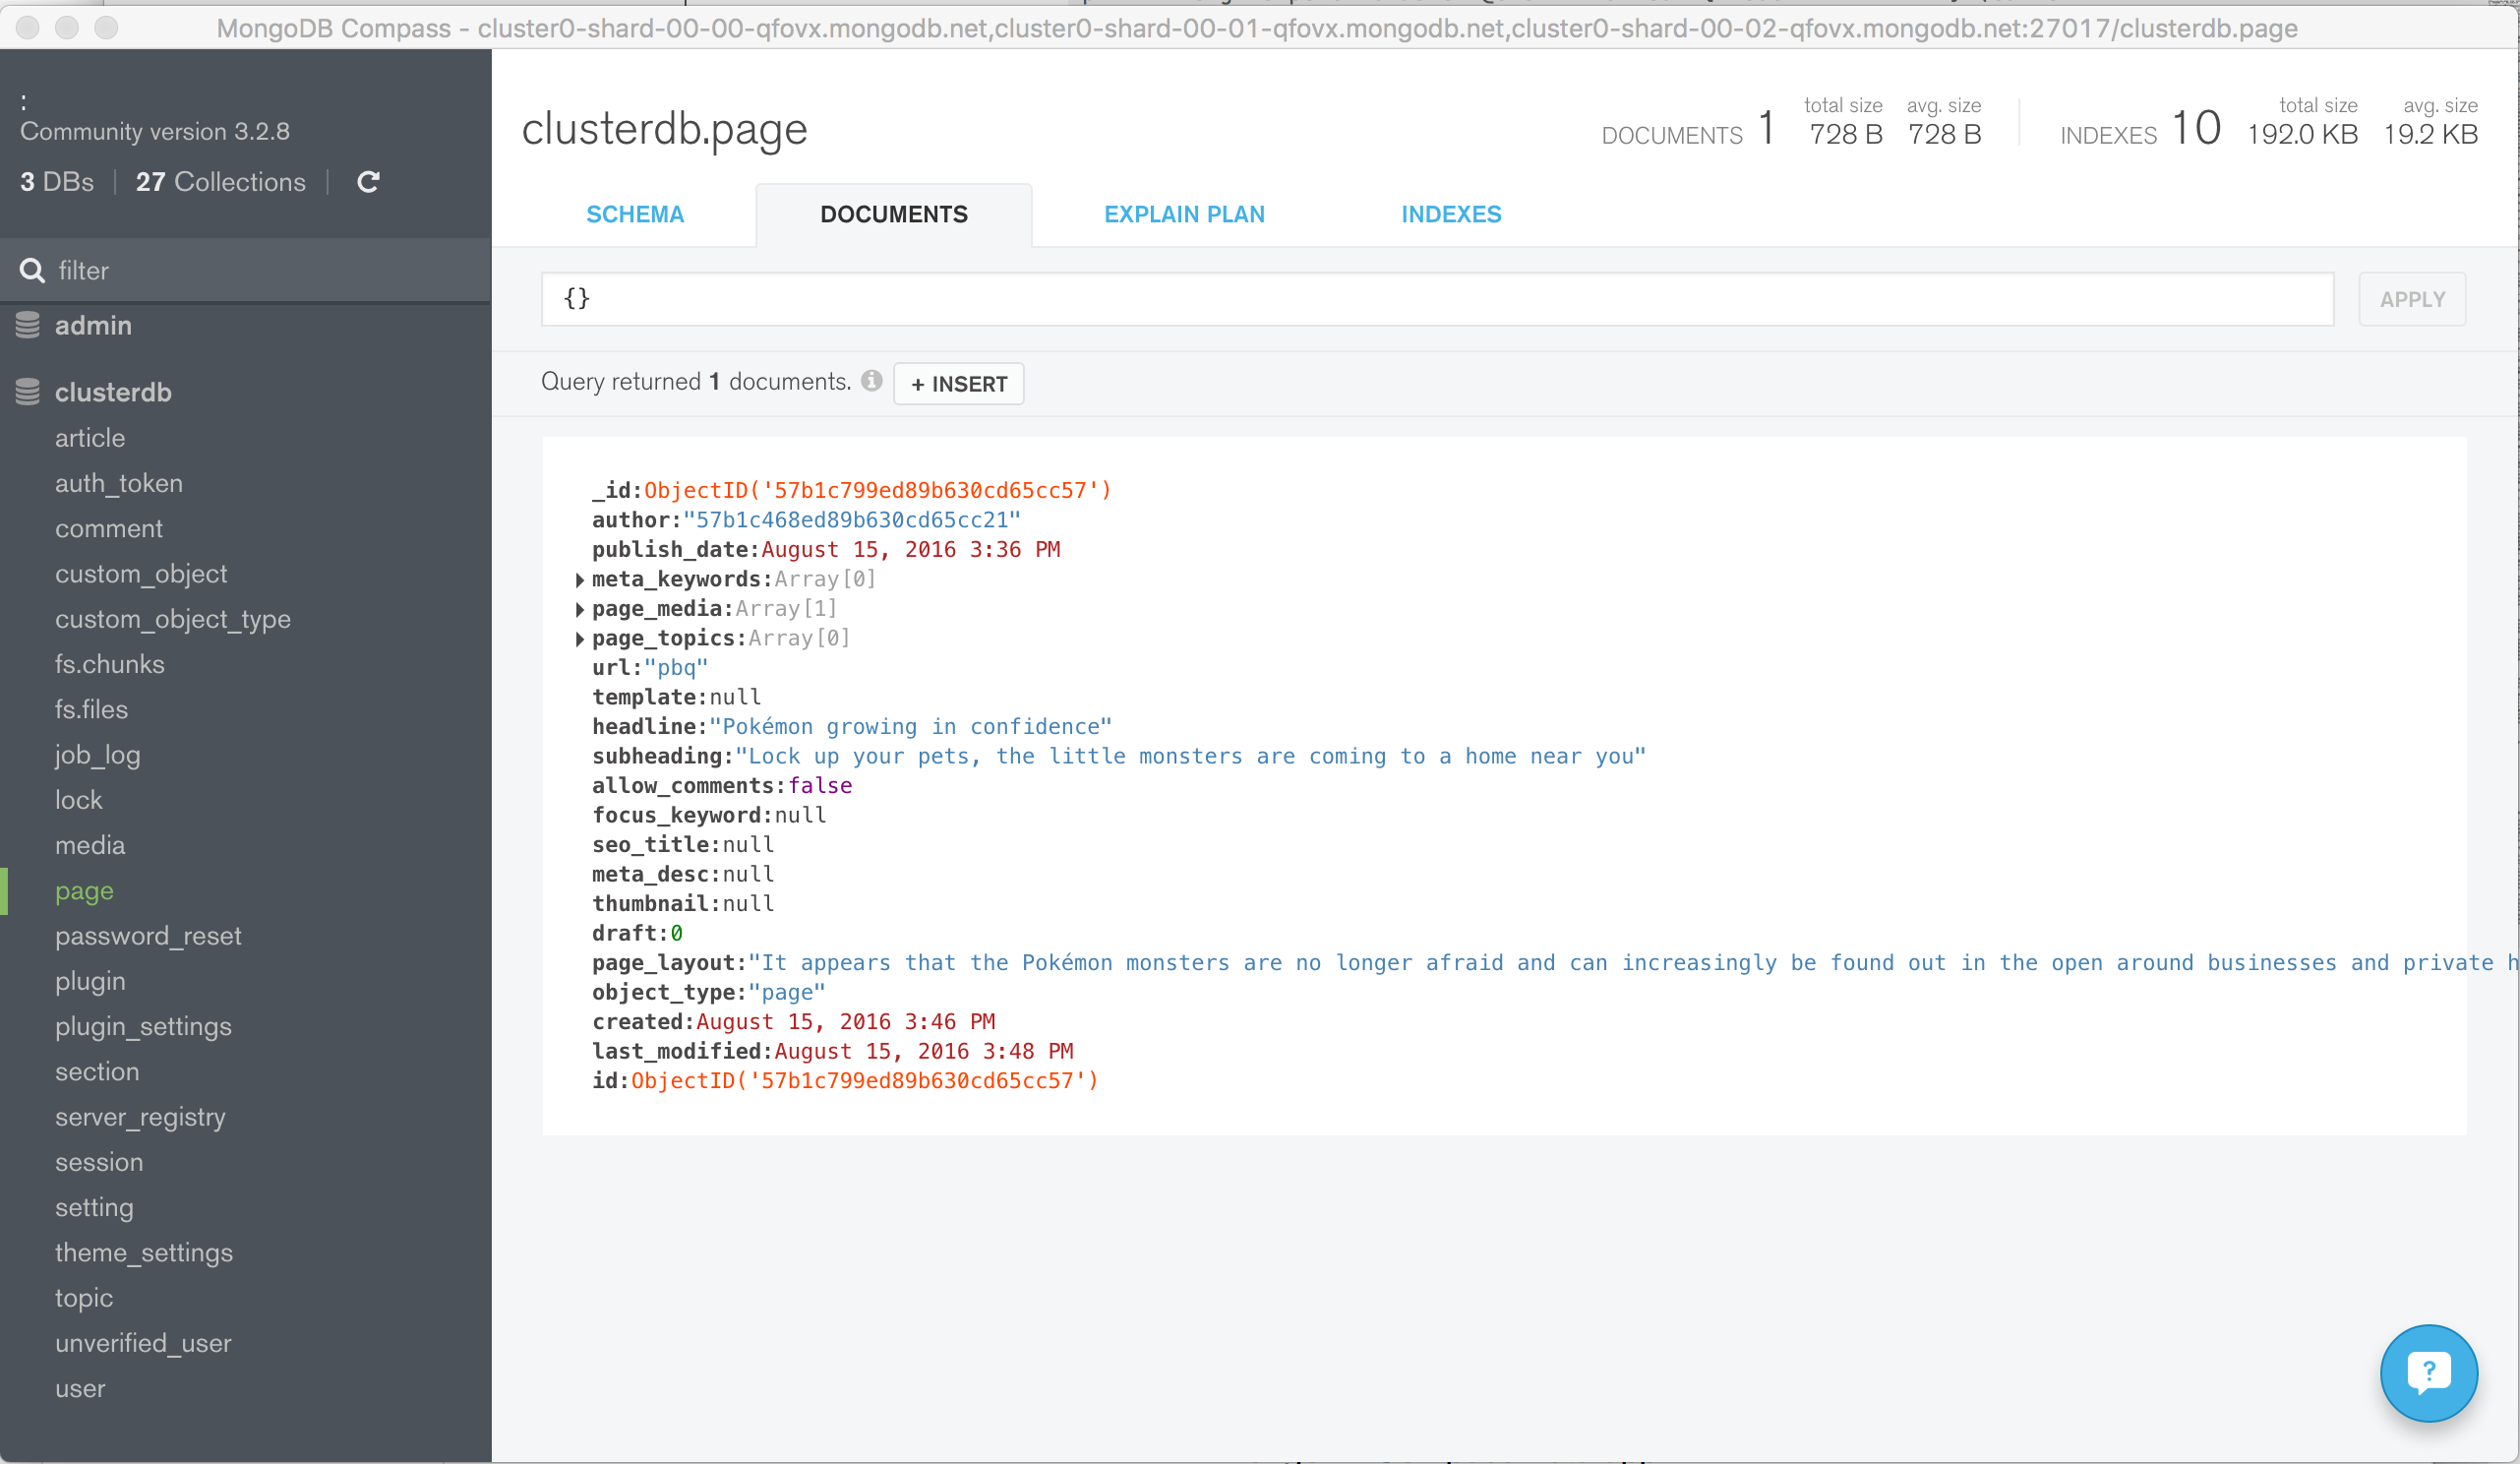 MongoDB Compass - cluster0-shard-00-00-qfovx.mongodb.net,cluster0-shard-00-01-qfovx.mongodb.net,cluster0-shard-00-02-qfovx.mongodb.net:27017/clusterdb.page
:
Community version 3.2.8
3 DBs | 27 Collections |
filter
admin
clusterdb
article
auth_token
comment
custom_object
custom_object_type
fs.chunks
fs.files
job_log
lock
media
page
password_reset
plugin
plugin_settings
section
server_registry
session
setting
theme_settings
topic
unverified_user
user
clusterdb.page
DOCUMENTS 1 total size 728 B avg. size 728 B
INDEXES 10 total size 192.0 KB avg. size 19.2 KB
SCHEMA DOCUMENTS EXPLAIN PLAN INDEXES
{} APPLY
Query returned 1 documents. + INSERT
_id:ObjectID('57b1c799ed89b630cd65cc57')
author:"57b1c468ed89b630cd65cc21"
publish_date:August 15, 2016 3:36 PM
meta_keywords:Array[0]
page_media:Array[1]
page_topics:Array[0]
url:"pbq"
template:null
headline:"Pokémon growing in confidence"
subheading:"Lock up your pets, the little monsters are coming to a home near you"
allow_comments:false
focus_keyword:null
seo_title:null
meta_desc:null
thumbnail:null
draft:0
page_layout:"It appears that the Pokémon monsters are no longer afraid and can increasingly be found out in the open around businesses and private
object_type:"page"
created:August 15, 2016 3:46 PM
last_modified:August 15, 2016 3:48 PM
id:ObjectID('57b1c799ed89b630cd65cc57')
?